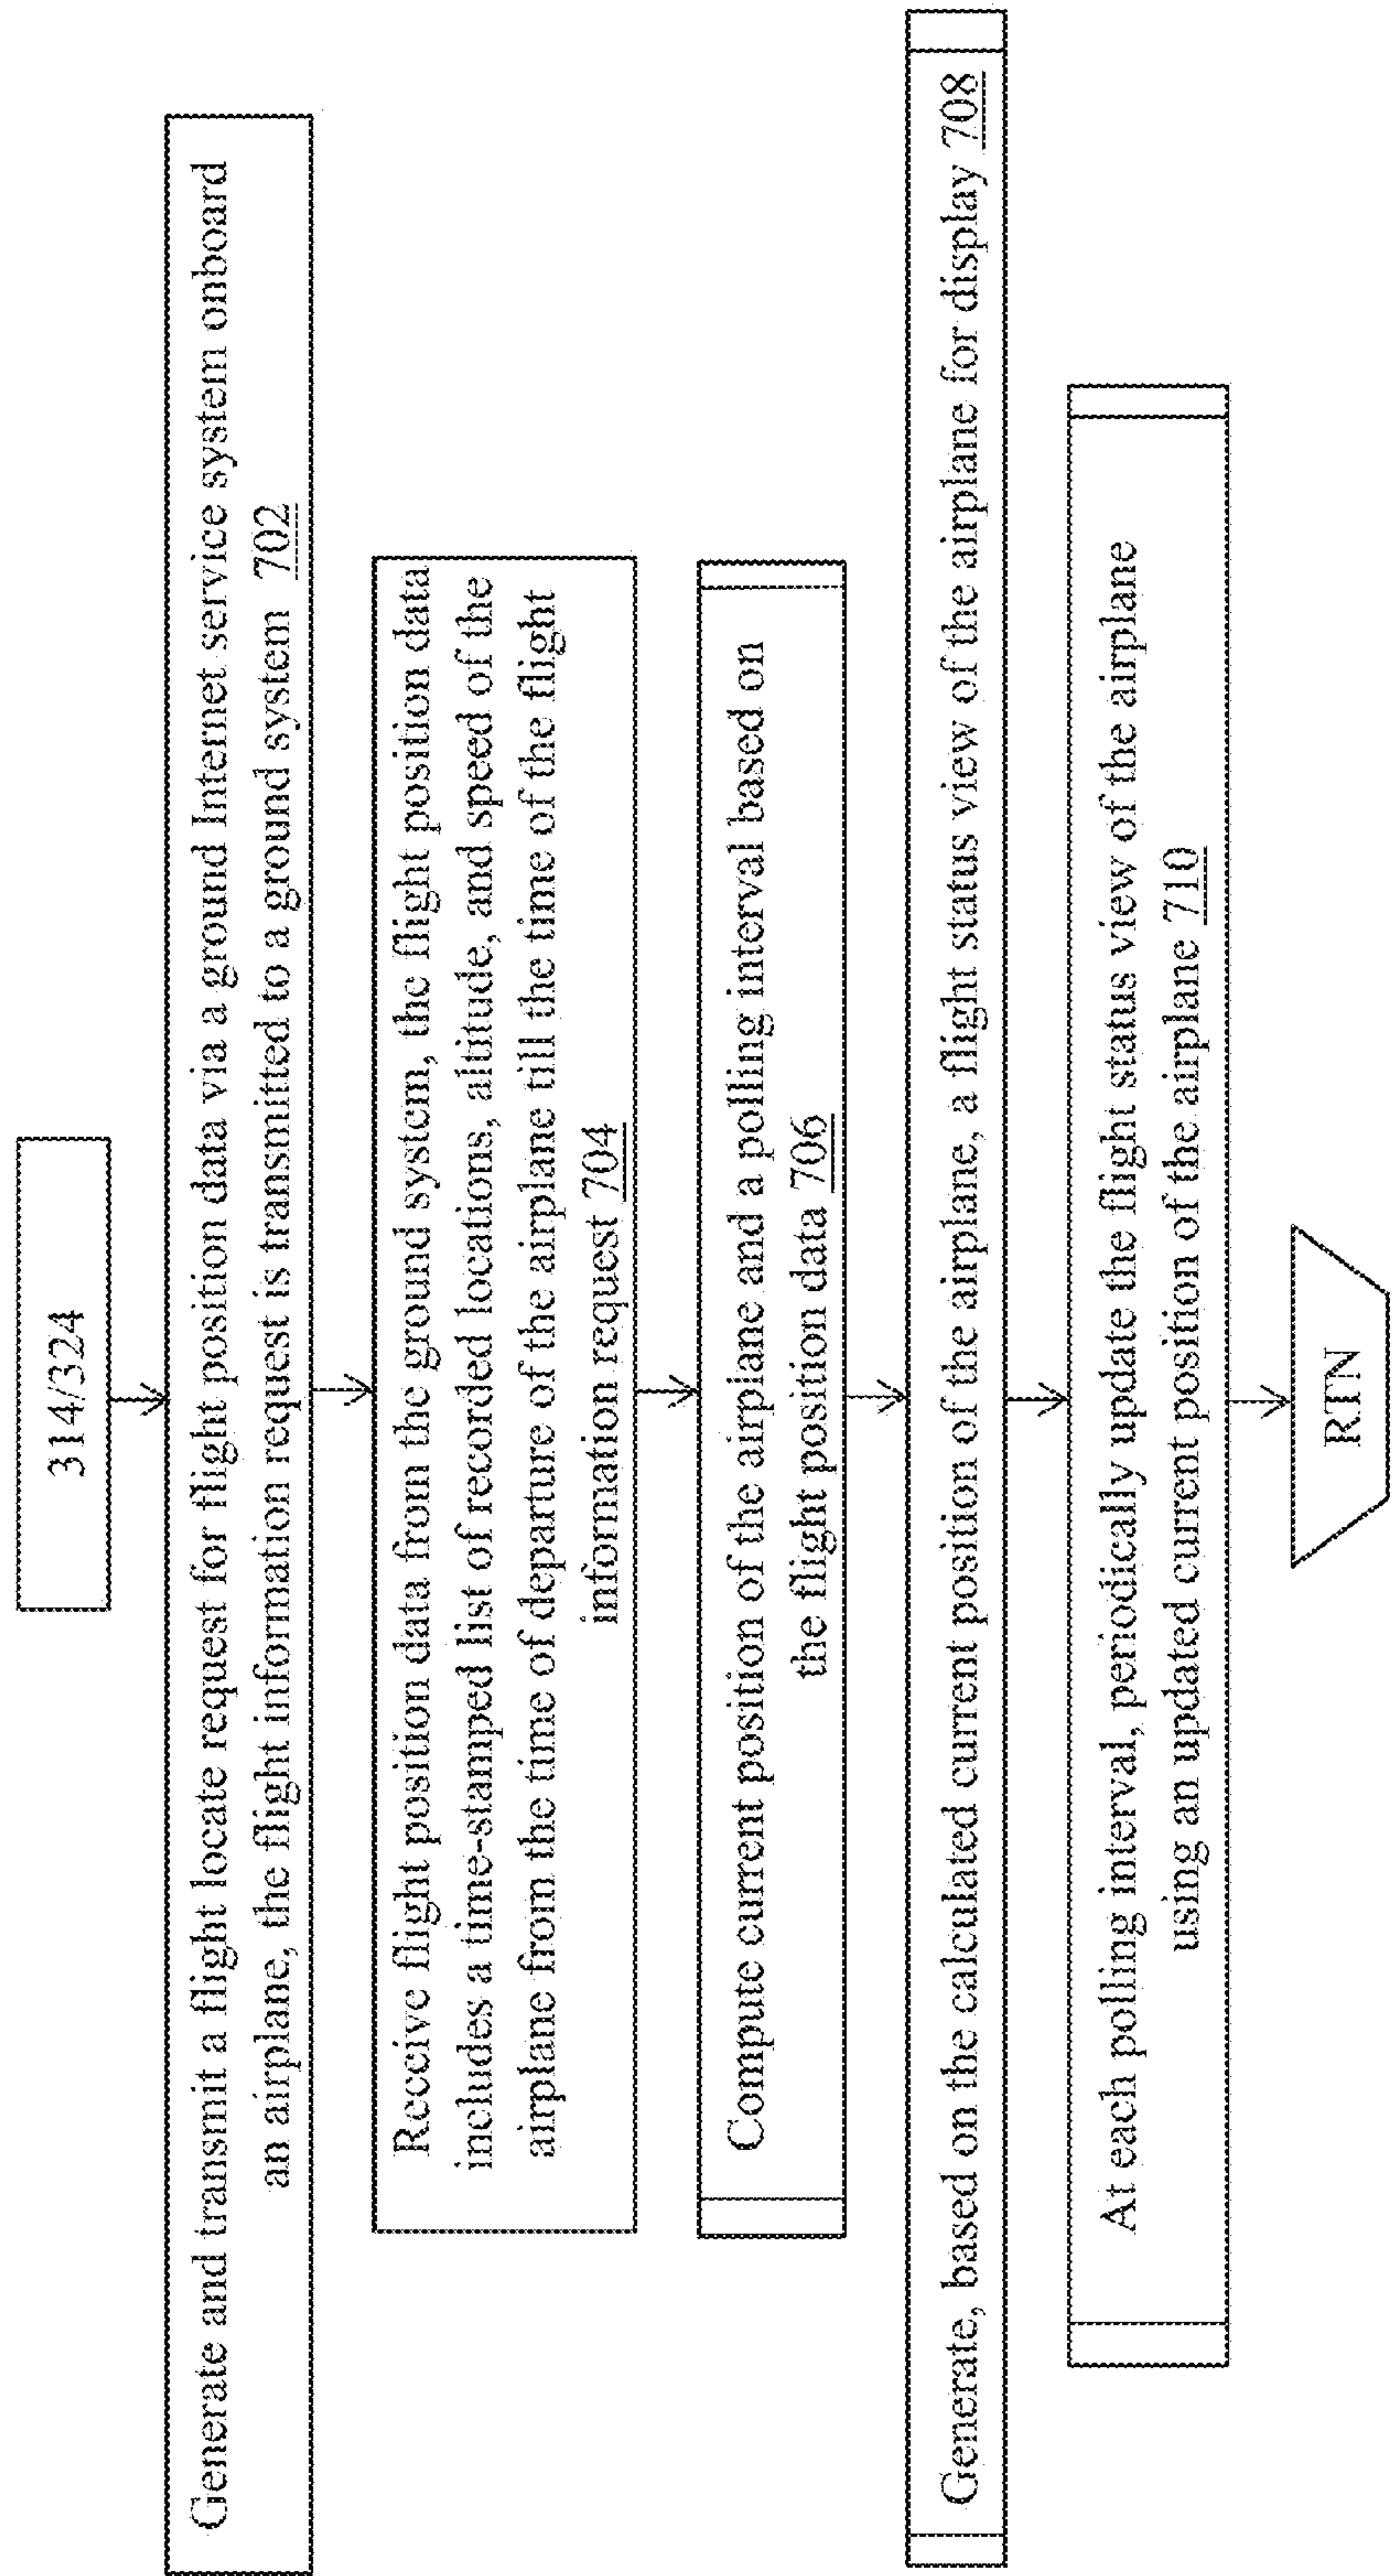 314/324
Generate and transmit a flight locate request for flight position data via a ground Internet service system onboard
an airplane, the flight information request is transmitted to a ground system 702
Receive flight position data from the ground system, the flight position data
includes a time-stamped list of recorded locations, altitude, and speed of the
airplane from the time of departure of the airplane till the time of the flight
information request 704
Compute current position of the airplane and a polling interval based on
the flight position data 706
Generate, based on the calculated current position of the airplane, a flight status view of the airplane for display 708
At each polling interval, periodically update the flight status view of the airplane
using an updated current position of the airplane 710
RTN